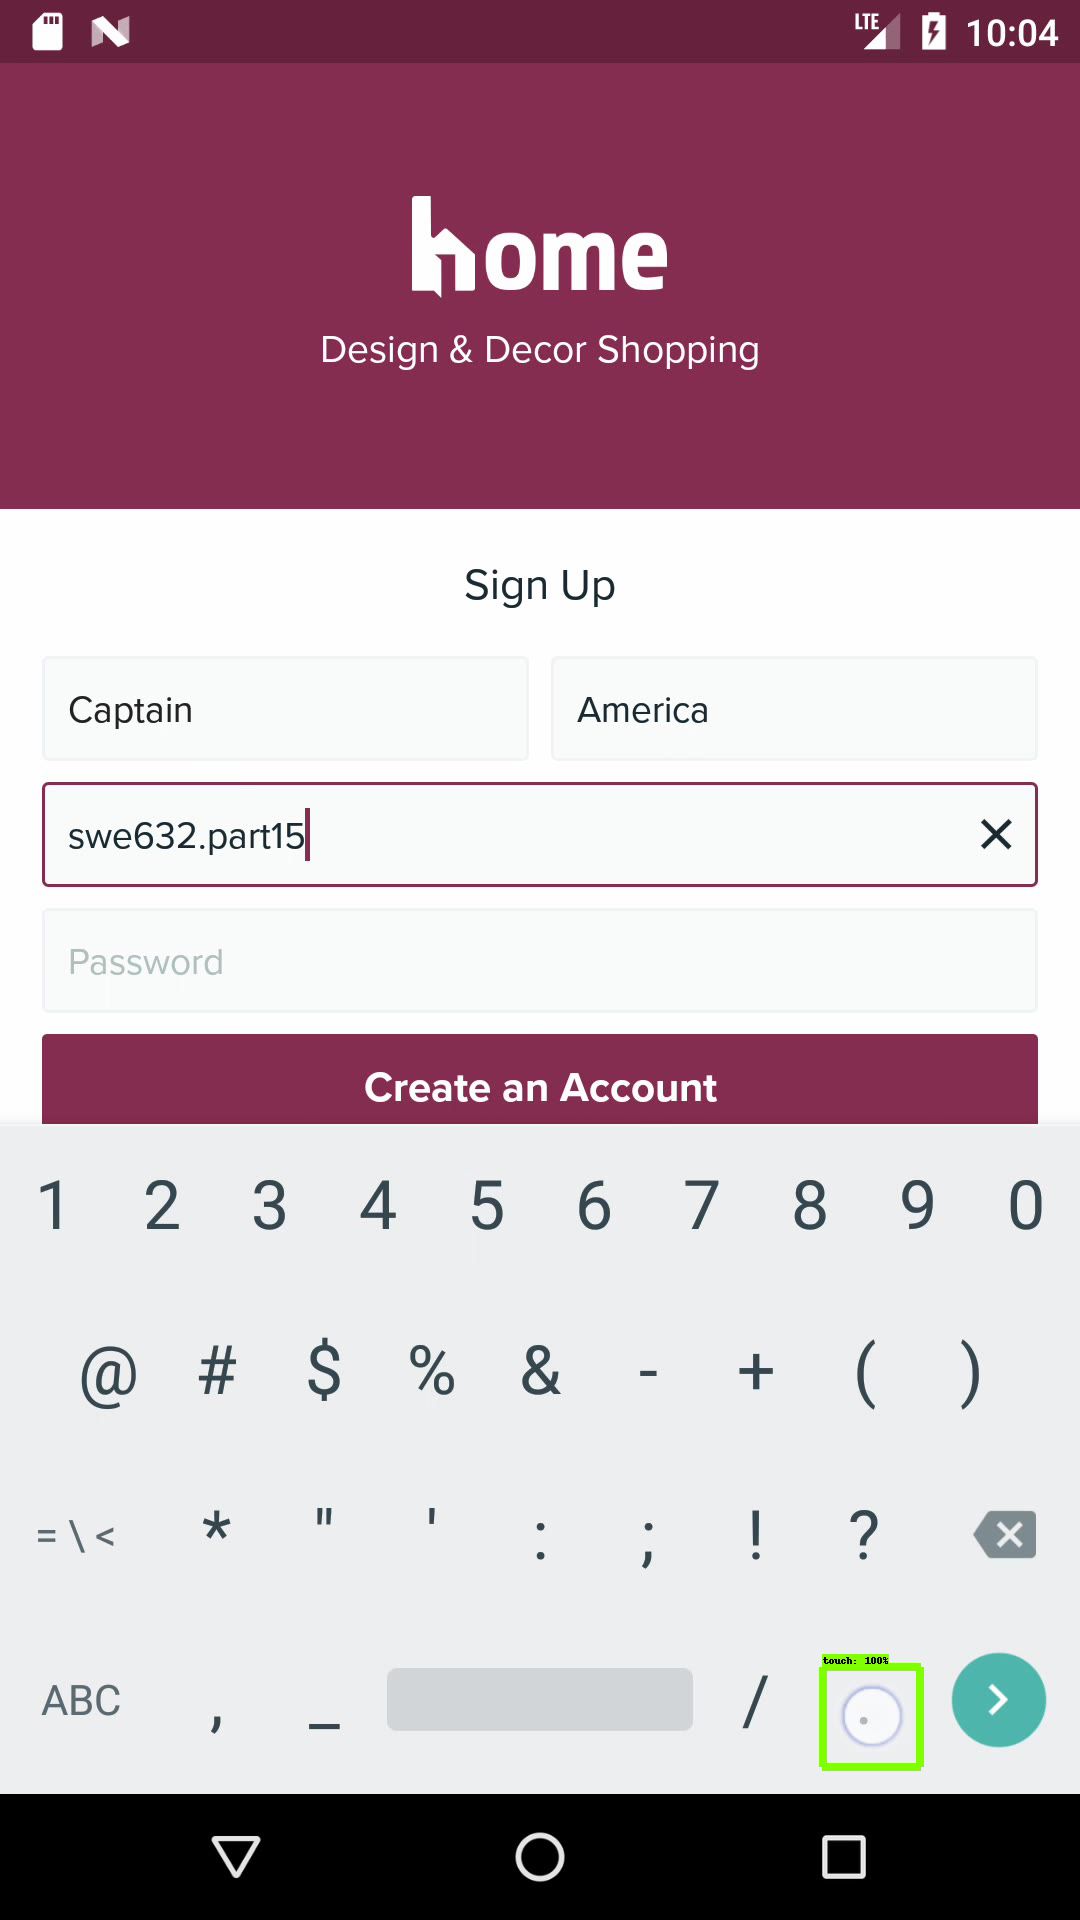 LTE 10:04
home
Design & Decor Shopping
Sign Up
Captain America
swe632.part15
Password
Create an Account
1 2 3 4 5 6 7 8 9 0
@ # $ % & - + ( )
= \ < * " ' : ; ! ?
touch: 100%
ABC , _ / .